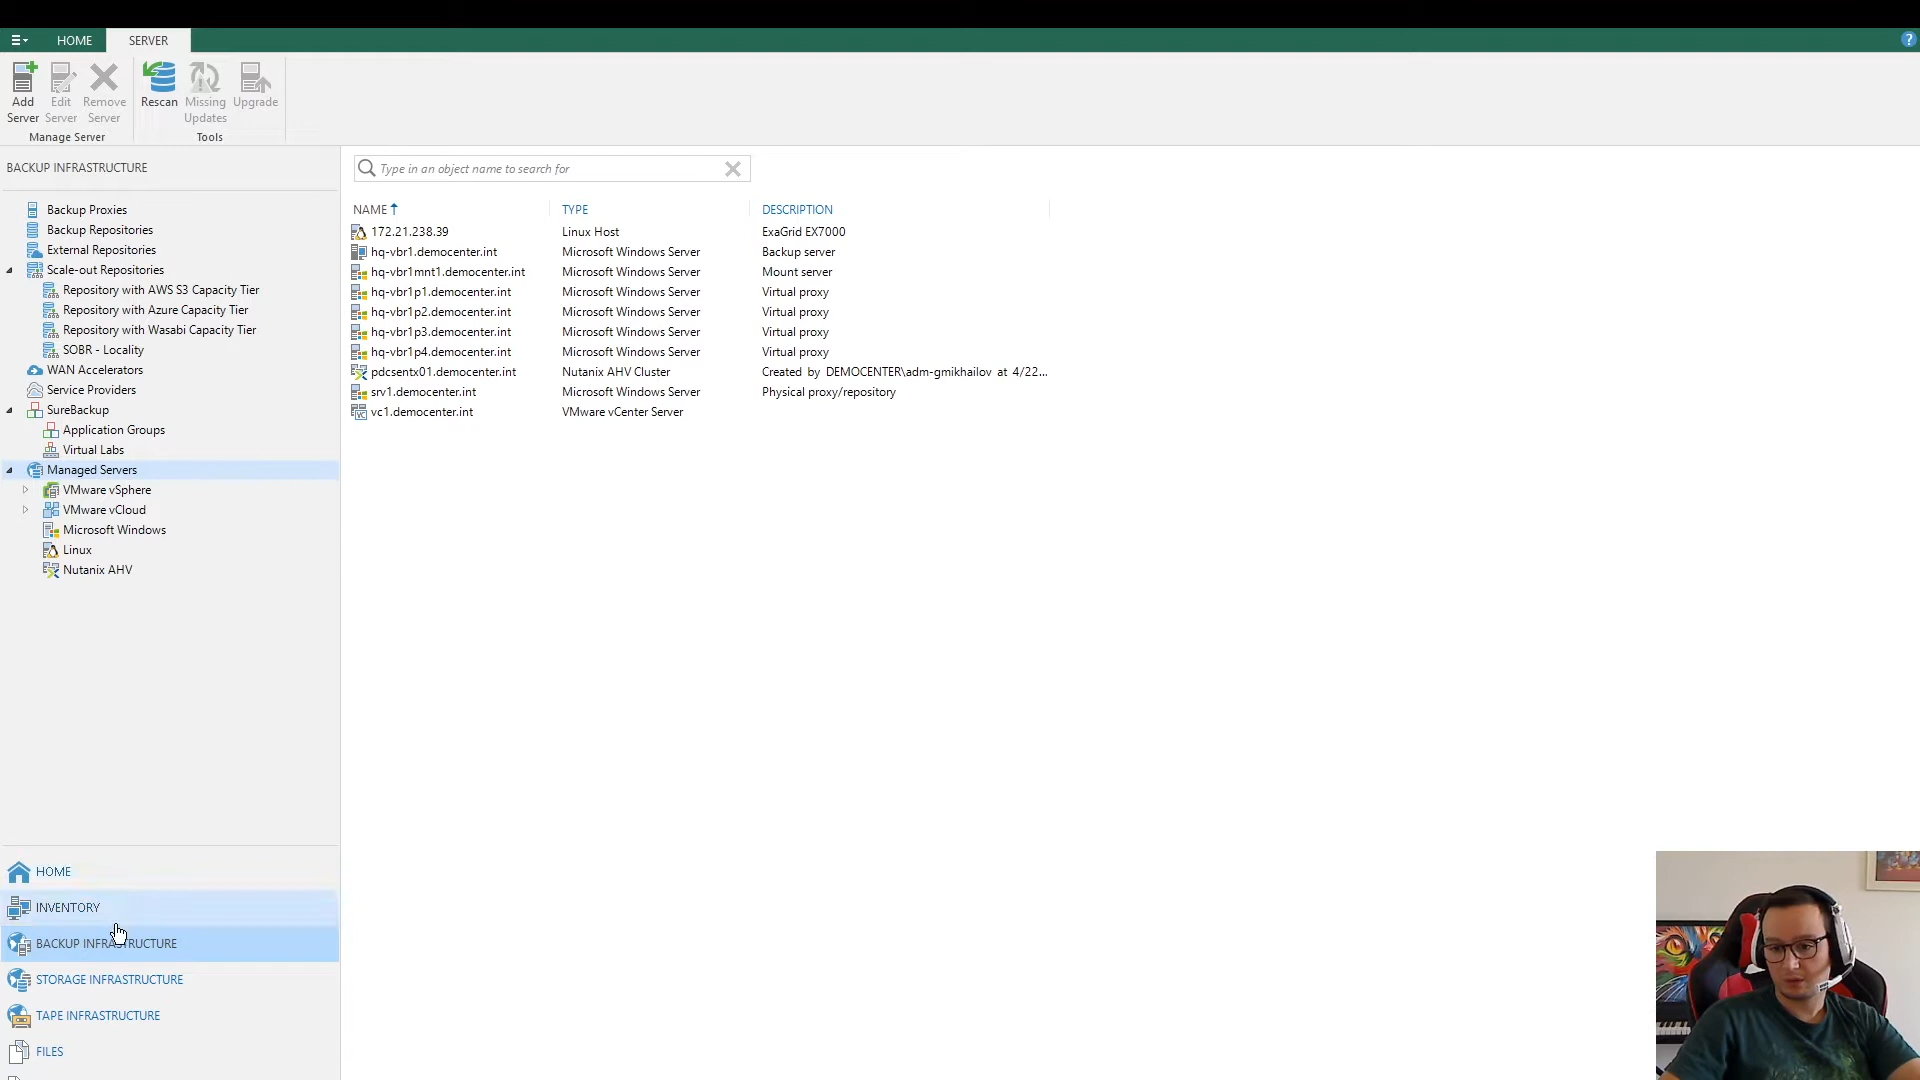 HOME
SERVER
?
Add Server
Edit Server
Remove Server
Rescan
Missing Updates
Upgrade
Manage Server
Tools
BACKUP INFRASTRUCTURE
Type in an object name to search for
Backup Proxies
Backup Repositories
External Repositories
Scale-out Repositories
Repository with AWS S3 Capacity Tier
Repository with Azure Capacity Tier
Repository with Wasabi Capacity Tier
SOBR - Locality
WAN Accelerators
Service Providers
SureBackup
Application Groups
Virtual Labs
Managed Servers
VMware vSphere
VMware vCloud
Microsoft Windows
Linux
Nutanix AHV
NAME TYPE DESCRIPTION
172.21.238.39 Linux Host ExaGrid EX7000
hq-vbr1.democenter.int Microsoft Windows Server Backup server
hq-vbr1mnt1.democenter.int Microsoft Windows Server Mount server
hq-vbr1p1.democenter.int Microsoft Windows Server Virtual proxy
hq-vbr1p2.democenter.int Microsoft Windows Server Virtual proxy
hq-vbr1p3.democenter.int Microsoft Windows Server Virtual proxy
hq-vbr1p4.democenter.int Microsoft Windows Server Virtual proxy
pdcsentx01.democenter.int Nutanix AHV Cluster Created by DEMOCENTER\adm-gmikhailov at 4/22...
srv1.democenter.int Microsoft Windows Server Physical proxy/repository
vc1.democenter.int VMware vCenter Server
HOME
INVENTORY
BACKUP INFRASTRUCTURE
STORAGE INFRASTRUCTURE
TAPE INFRASTRUCTURE
FILES